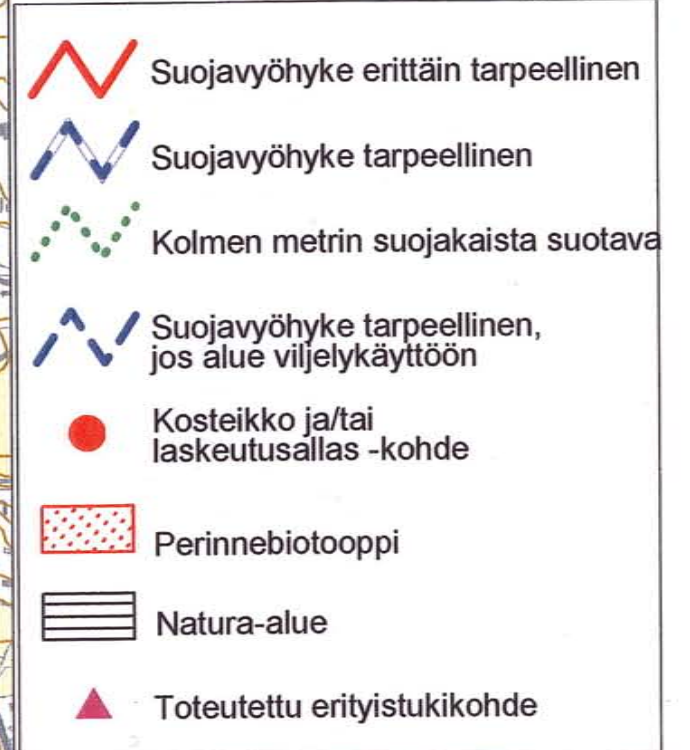 Suojavyöhyke erittäin tarpeellinen
Suojavyöhyke tarpeellinen
Kolmen metrin suojakaista suotava
Suojavyöhyke tarpeellinen,
jos alue viljelykäyttöön
Kosteikko ja/tai
laskeutusallas -kohde
Perinnebiotooppi
Natura-alue
Toteutettu erityistukikohde